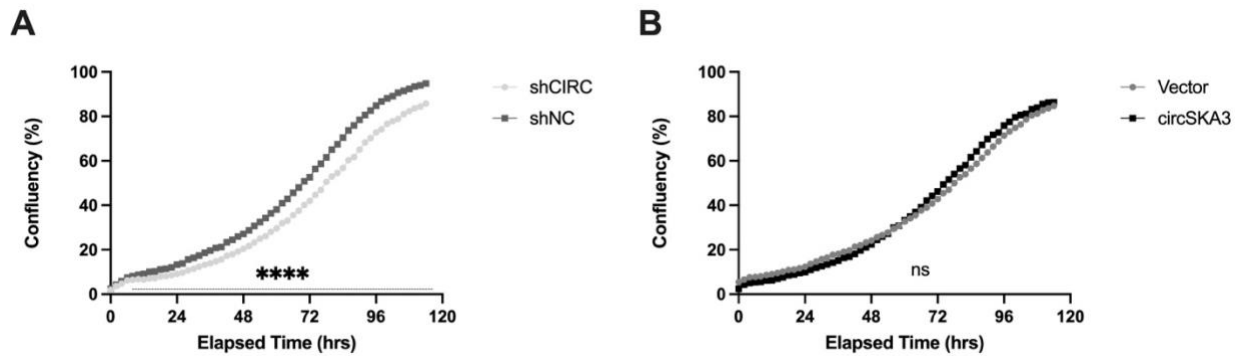 A
Confluency (%)
100
80
60
40
20
0
shCIRC
shNC
****
0 24 48 72 96 120
Elapsed Time (hrs)
B
Confluency (%)
100
80
60
40
20
0
Vector
circSKA3
ns
0 24 48 72 96 120
Elapsed Time (hrs)